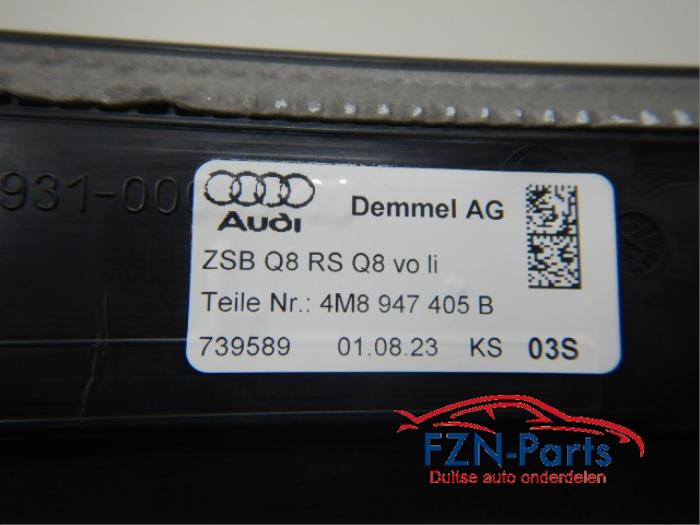 931-00
Audi
Demmel AG
ZSB Q8 RS Q8 vo li
Teile Nr.: 4M8 947 405 B
739589 01.08.23 KS 03S
FZN-Parts
Duitse auto onderdelen